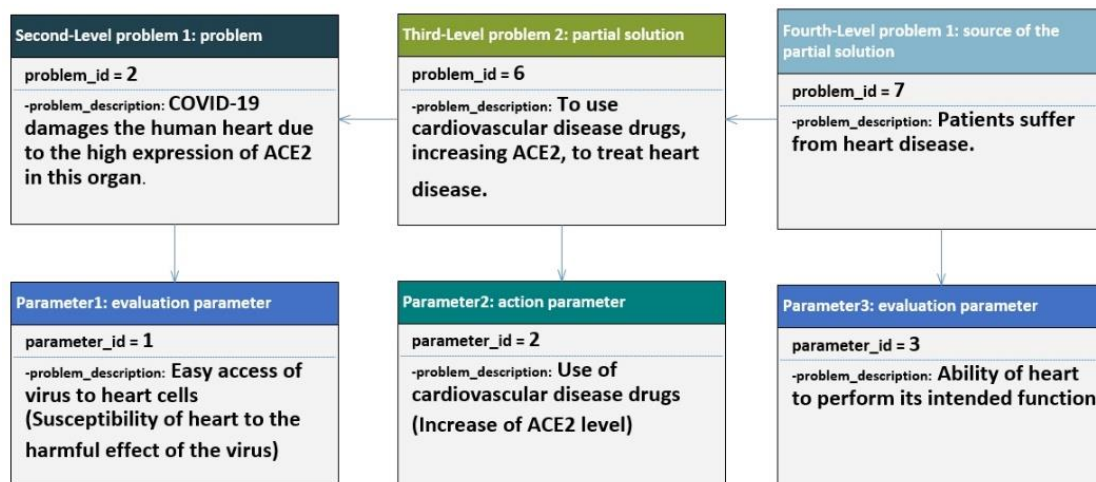 Second-Level problem 1: problem
problem_id = 2
-problem_description: COVID-19
damages the human heart due
to the high expression of ACE2
in this organ.
Third-Level problem 2: partial solution
problem_id = 6
-problem_description: To use
cardiovascular disease drugs,
increasing ACE2, to treat heart
disease.
Fourth-Level problem 1: source of the
partial solution
problem_id = 7
-problem_description: Patients suffer
from heart disease.
Parameter1: evaluation parameter
parameter_id = 1
-problem_description: Easy access of
virus to heart cells
(Susceptibility of heart to the
harmful effect of the virus)
Parameter2: action parameter
parameter_id = 2
-problem_description: Use of
cardiovascular disease drugs
(Increase of ACE2 level)
Parameter3: evaluation parameter
parameter_id = 3
-problem_description: Ability of heart
to perform its intended function